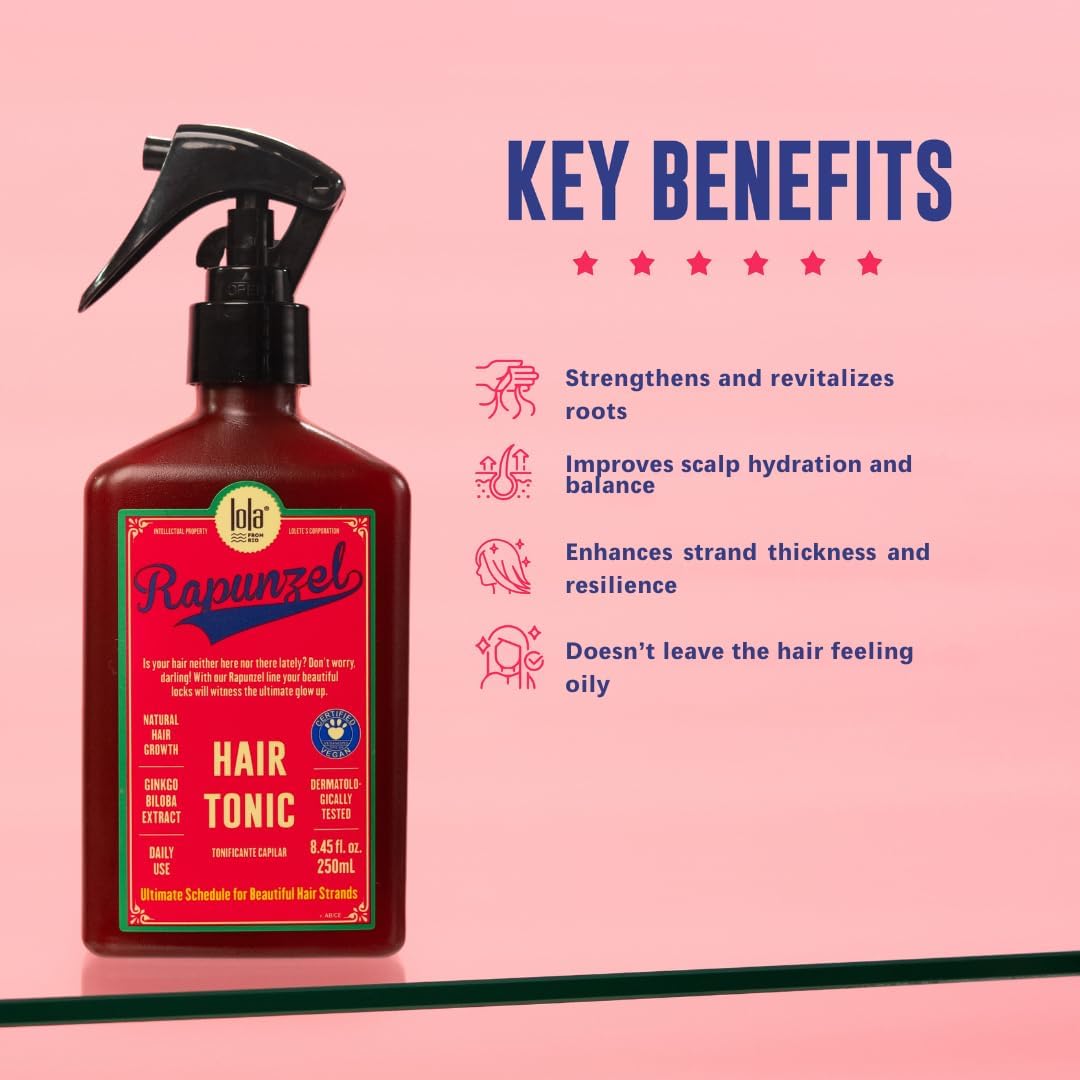 KEY BENEFITS
Strengthens and revitalizes
roots
Improves scalp hydration and
balance
Enhances strand thickness and
resilience
Doesn’t leave the hair feeling
oily
OPEN
lola®
FROM
RIO
INTELLECTUAL PROPERTY
LOLETE'S CORPORATION
Rapunzel
Is your hair neither here nor there lately? Don't worry,
darling! With our Rapunzel line your beautiful
locks will witness the ultimate glow up.
NATURAL
HAIR
GROWTH
GINKGO
BILOBA
EXTRACT
DAILY
USE
HAIR
TONIC
TONIFICANTE CAPILAR
CERTIFIED
VEGAN
DERMATOLO-
GICALLY
TESTED
8.45 fl. oz.
250mL
Ultimate Schedule for Beautiful Hair Strands